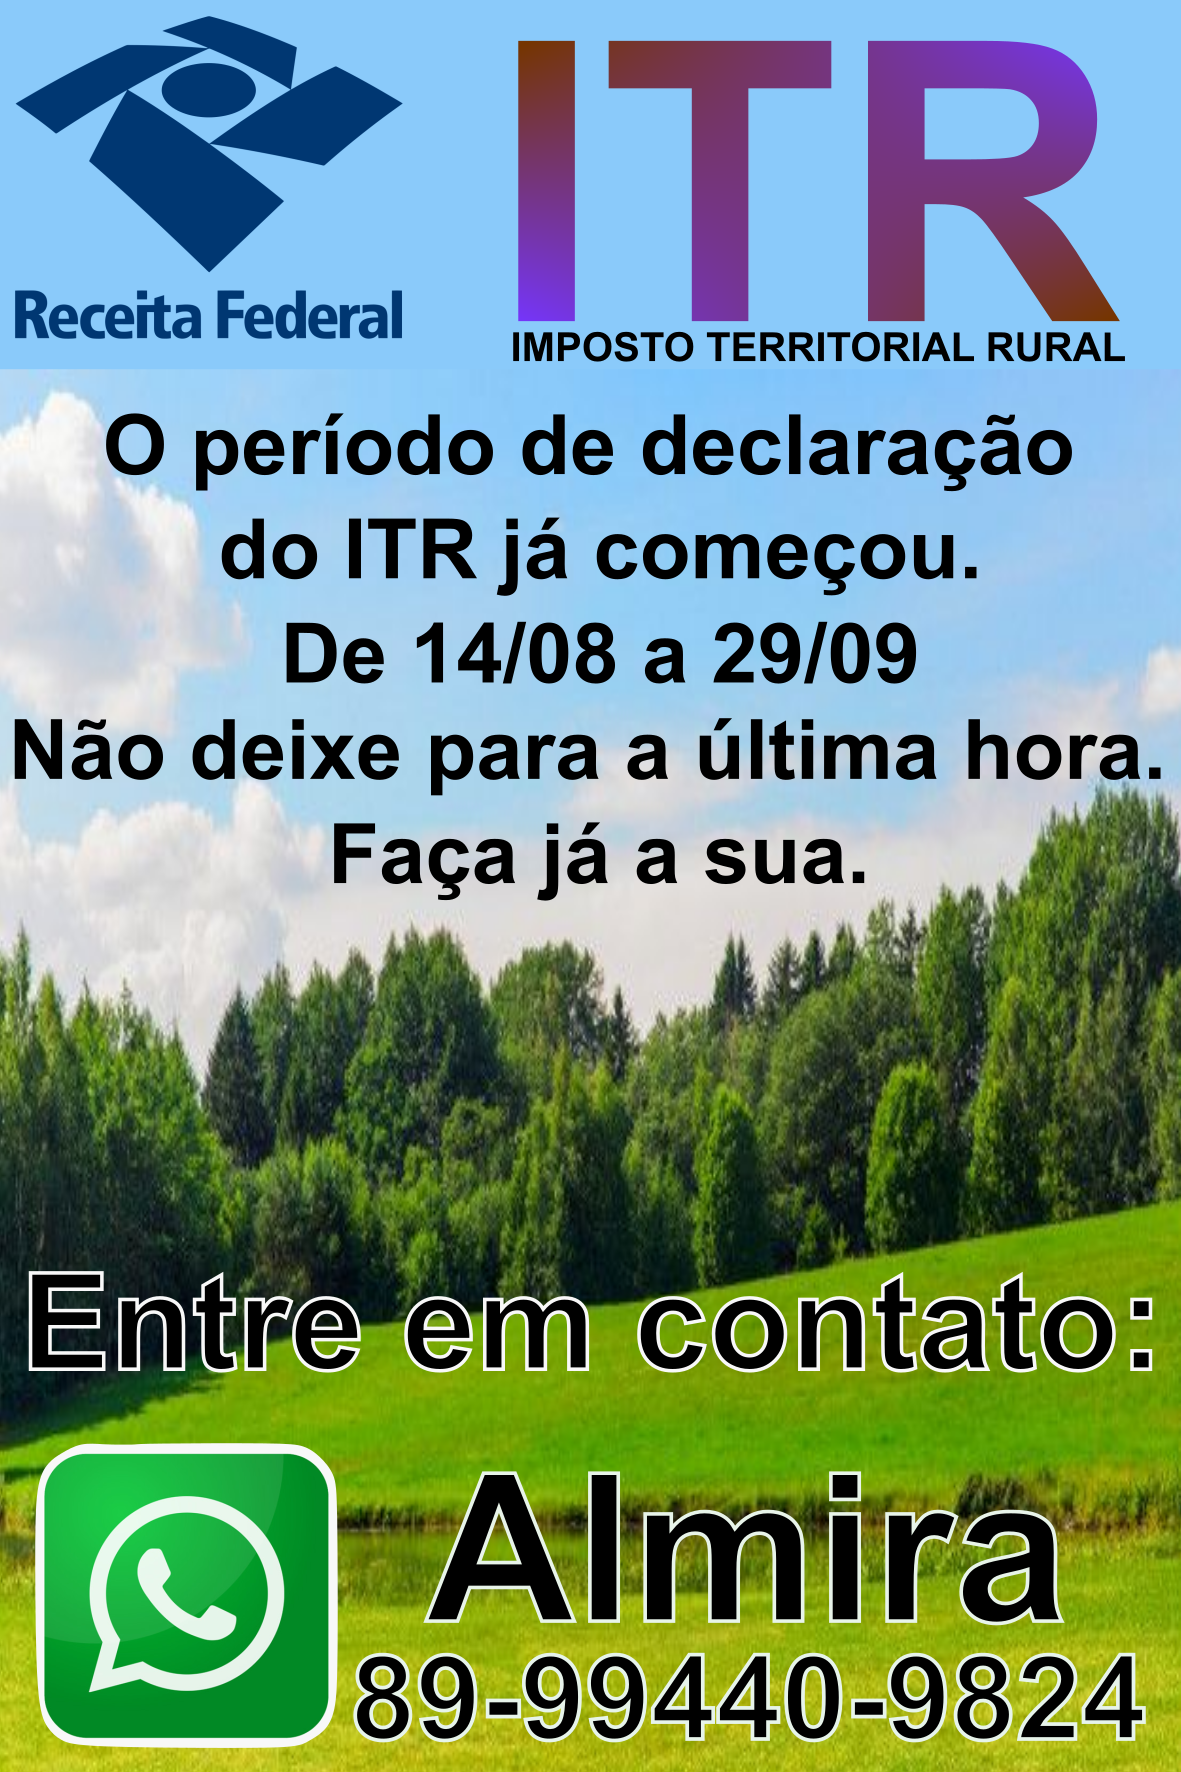 Receita Federal
ITR
IMPOSTO TERRITORIAL RURAL
O período de declaração
do ITR já começou.
De 14/08 a 29/09
Não deixe para a última hora.
Faça já a sua.
Entre em contato:
Almira
89-99440-9824